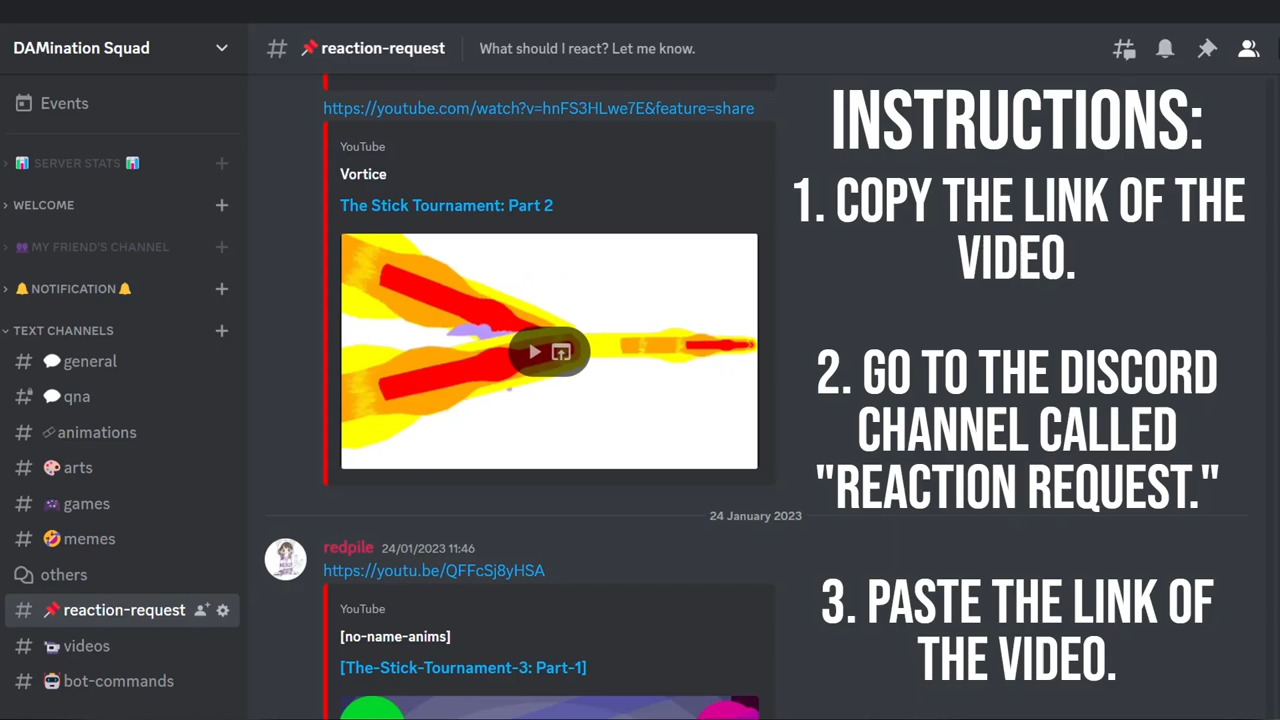 DAMination Squad
Events
SERVER STATS
WELCOME
MY FRIEND'S CHANNEL
NOTIFICATION
TEXT CHANNELS
general
qna
animations
arts
games
memes
others
reaction-request
videos
bot-commands
reaction-request
What should I react? Let me know.
https://youtube.com/watch?v=hnFS3HLwe7E&feature=share
YouTube
Vortice
The Stick Tournament: Part 2
24 January 2023
redpile 24/01/2023 11:46
https://youtu.be/QFFcSj8yHSA
YouTube
[no-name-anims]
[The-Stick-Tournament-3: Part-1]
INSTRUCTIONS:
1. COPY THE LINK OF THE
VIDEO.
2. GO TO THE DISCORD
CHANNEL CALLED
"REACTION REQUEST."
3. PASTE THE LINK OF
THE VIDEO.